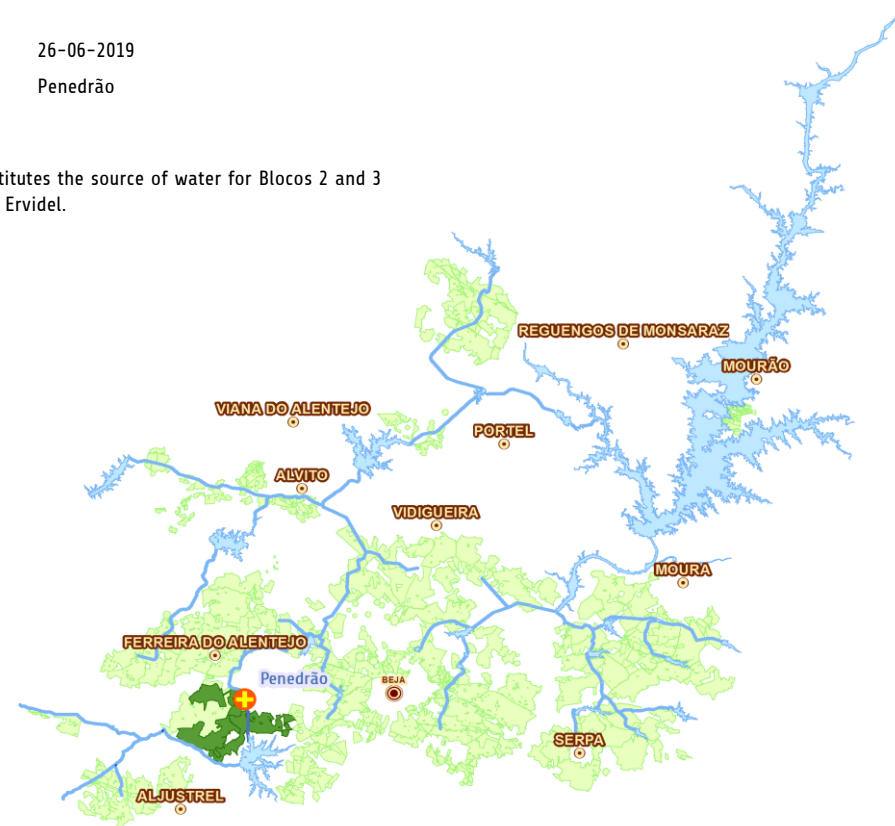 26-06-2019
Penedrão
titutes the source of water for Blocos 2 and 3
Ervidel.
REGUENGOS DE MONSARAZ
MOURÃO
VIANA DO ALENTEJO
PORTEL
ALVITO
VIDIGUEIRA
MOURA
FERREIRA DO ALENTEJO
Penedrão
BEJA
SERPA
ALJUSTREL